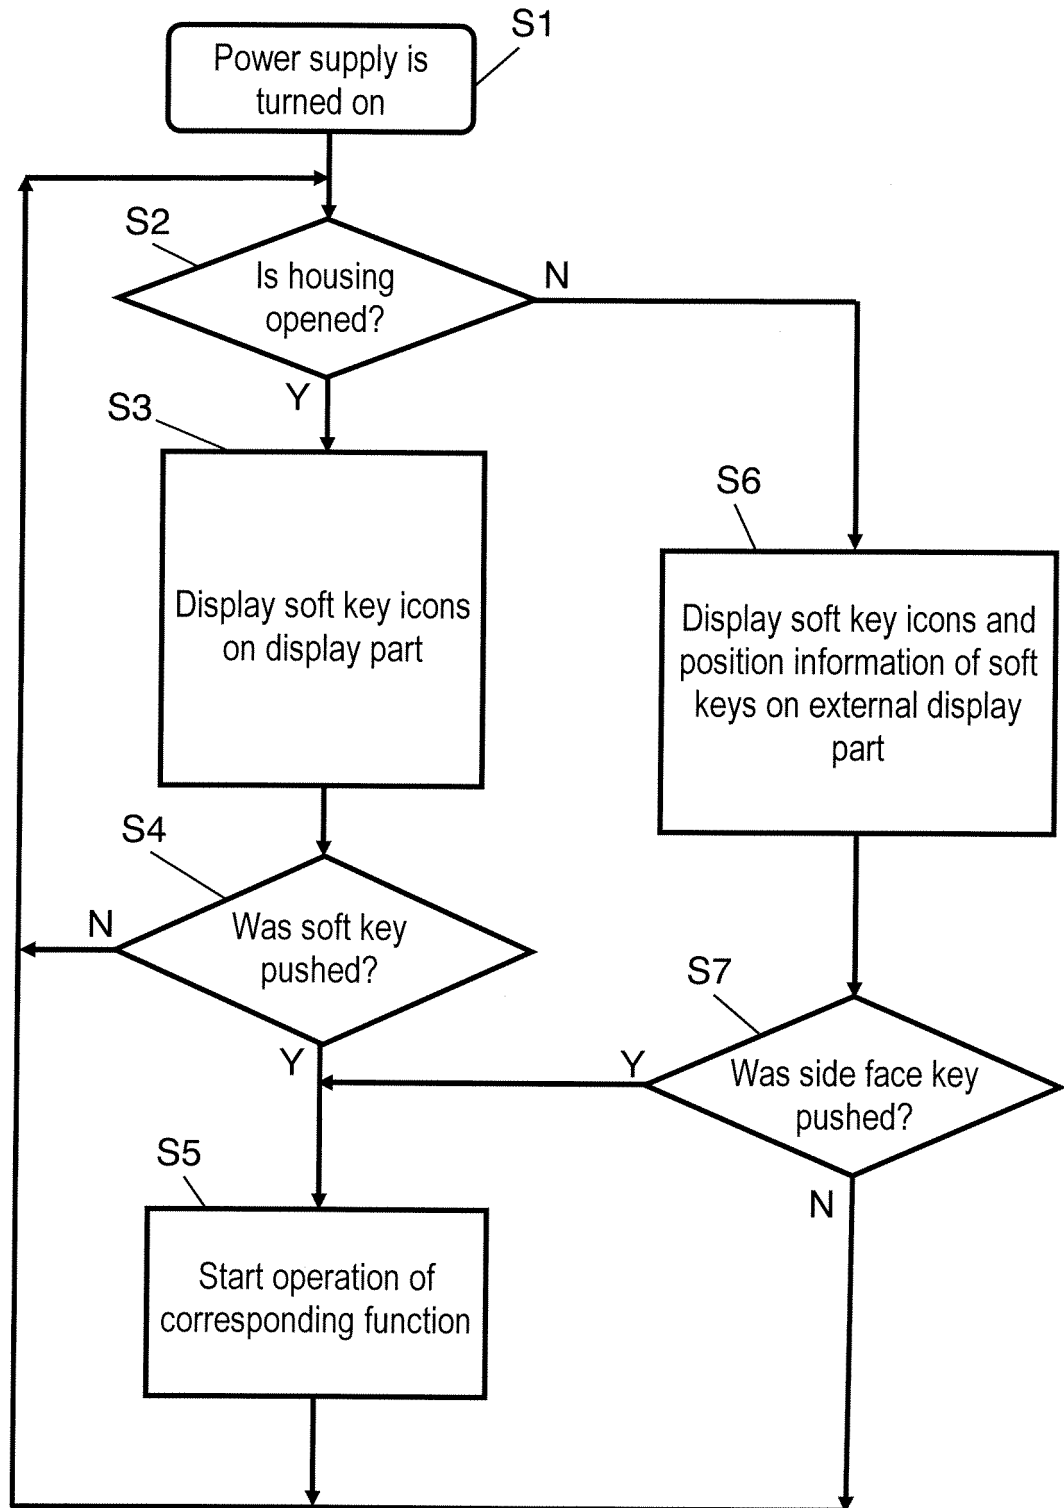 S1
Power supply is
turned on
S2
Is housing
opened?
N
Y
S3
Display soft key icons
on display part
S6
Display soft key icons and
position information of soft
keys on external display
part
S4
Was soft key
pushed?
N
Y
S7
Was side face key
pushed?
Y
N
S5
Start operation of
corresponding function